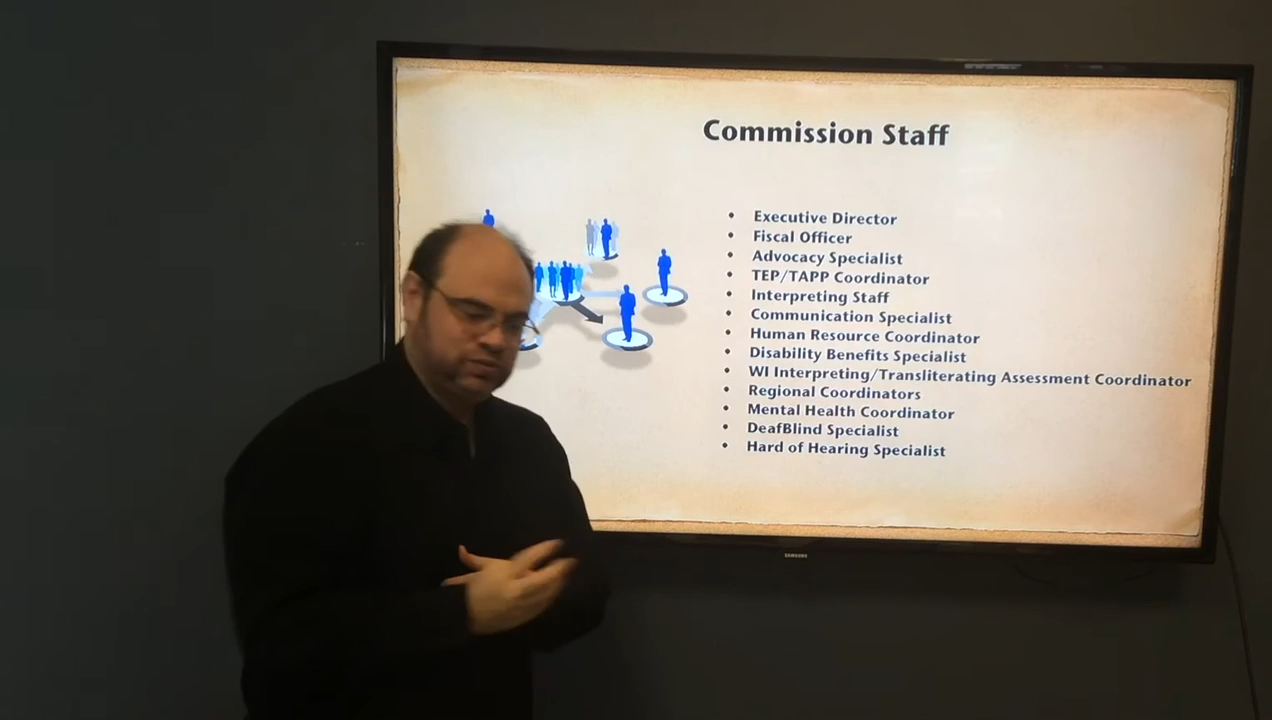 Commission Staff
• Executive Director
• Fiscal Officer
• Advocacy Specialist
• TEP/TAPP Coordinator
• Interpreting Staff
• Communication Specialist
• Human Resource Coordinator
• Disability Benefits Specialist
• WI Interpreting/Transliterating Assessment Coordinator
• Regional Coordinators
• Mental Health Coordinator
• DeafBlind Specialist
• Hard of Hearing Specialist
SAMSUNG